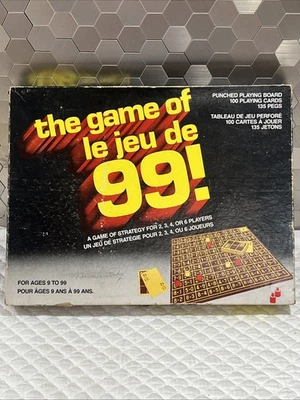 PUNCHED PLAYING BOARD
100 PLAYING CARDS
135 PEGS
TABLEAU DE JEU PERFORÉ
100 CARTES À JOUER
135 JETONS
the game of
le jeu de
99!
A GAME OF STRATEGY FOR 2, 3, 4, OR 6 PLAYERS
UN JEU DE STRATÉGIE POUR 2, 3, 4, OU 6 JOUEURS
FOR AGES 9 TO 99
POUR ÂGES 9 ANS À 99 ANS.